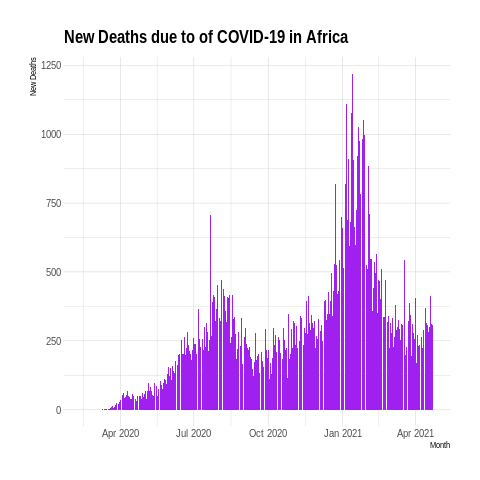 New Deaths due to of COVID-19 in Africa
New Deaths
1250
1000
750
500
250
0
Apr 2020 Jul 2020 Oct 2020 Jan 2021 Apr 2021
Month